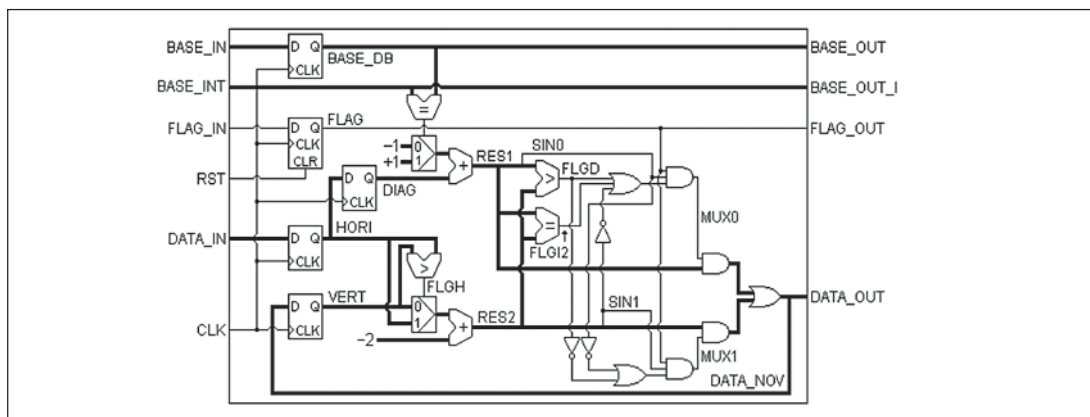 BASE_IN
D Q
CLK
BASE_DB
BASE_OUT
BASE_INT
=
BASE_OUT_I
FLAG_IN
D Q
CLK
CLR
FLAG
FLAG_OUT
RST
−1
+1
0
1
+
RES1
SIN0
>
FLGD
D Q
CLK
DIAG
MUX0
DATA_IN
D Q
CLK
HORI
=
FLGI2
>
FLGH
SIN1
VERT
D Q
CLK
0
1
+
RES2
DATA_OUT
CLK
−2
MUX1
DATA_NOV